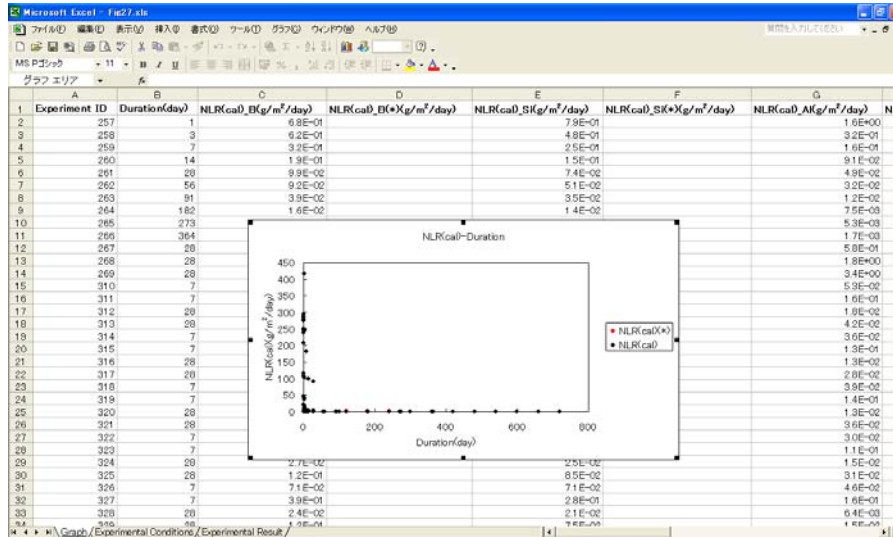 Microsoft Excel - Fig27.xls
ファイル(F) 編集(E) 表示(V) 挿入(I) 書式(O) ツール(T) グラフ(C) ウィンドウ(W) ヘルプ(H)
質問を入力してください
MS Pゴシック 11 B I U
グラフ エリア fx
A B C D E F G
1 Experiment ID Duration(day) NLR(cal)_B(g/m²/day) NLR(cal)_B(*)(g/m²/day) NLR(cal)_Si(g/m²/day) NLR(cal)_Si(*)(g/m²/day) NLR(cal)_Al(g/m²/day) N
2 257 1 6.8E-01 7.9E-01 1.6E+00
3 258 3 6.2E-01 4.8E-01 3.2E-01
4 259 7 3.2E-01 2.5E-01 1.6E-01
5 260 14 1.9E-01 1.5E-01 9.1E-02
6 261 28 9.9E-02 7.4E-02 4.9E-02
7 262 56 9.2E-02 5.1E-02 3.2E-02
8 263 91 3.9E-02 3.5E-02 1.2E-02
9 264 182 1.6E-02 1.4E-02 7.5E-03
10 265 273 5.3E-03
11 266 364 1.7E-03
12 267 28 5.8E-01
13 268 28 1.8E+00
14 269 28 3.4E+00
15 310 7 5.3E-02
16 311 7 1.6E-01
17 312 28 1.8E-02
18 313 28 4.2E-02
19 314 7 3.6E-02
20 315 7 1.3E-01
21 316 28 1.3E-02
22 317 28 2.8E-02
23 318 7 3.9E-02
24 319 7 1.4E-01
25 320 28 1.3E-02
26 321 28 3.6E-02
27 322 7 3.0E-02
28 323 7 1.1E-01
29 324 28 2.7E-02 2.5E-02 1.5E-02
30 325 28 1.2E-01 8.5E-02 3.1E-02
31 326 7 7.1E-02 7.1E-02 4.6E-02
32 327 7 3.9E-01 2.8E-01 1.6E-01
33 328 28 2.4E-02 2.1E-02 6.4E-03
NLR(cal)-Duration
NLR(cal)(g/m²/day)
450
400
350
300
250
200
150
100
50
0
0 200 400 600 800
Duration(day)
NLR(cal)(*)
NLR(cal)
Graph / Experimental Conditions / Experimental Result /